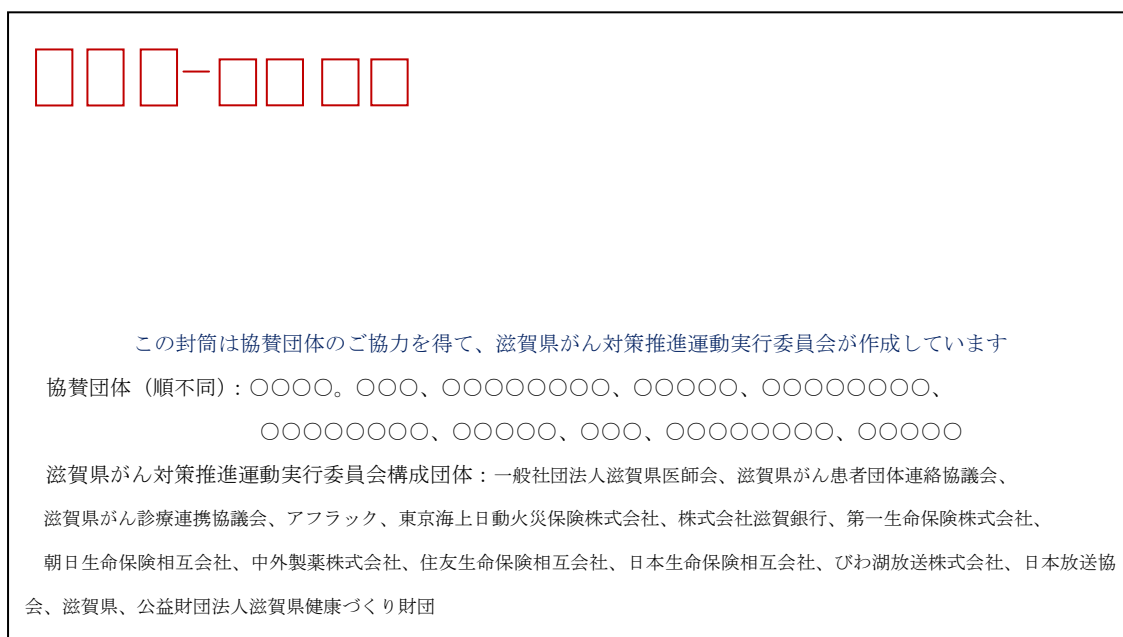 □□□-□□□□
この封筒は協賛団体のご協力を得て、滋賀県がん対策推進運動実行委員会が作成しています
協賛団体（順不同）：○○○○。○○○、○○○○○○○○、○○○○○、○○○○○○○○、
○○○○○○○○、○○○○○、○○○、○○○○○○○○、○○○○○
滋賀県がん対策推進運動実行委員会構成団体：一般社団法人滋賀県医師会、滋賀県がん患者団体連絡協議会、
滋賀県がん診療連携協議会、アフラック、東京海上日動火災保険株式会社、株式会社滋賀銀行、第一生命保険株式会社、
朝日生命保険相互会社、中外製薬株式会社、住友生命保険相互会社、日本生命保険相互会社、びわ湖放送株式会社、日本放送協
会、滋賀県、公益財団法人滋賀県健康づくり財団